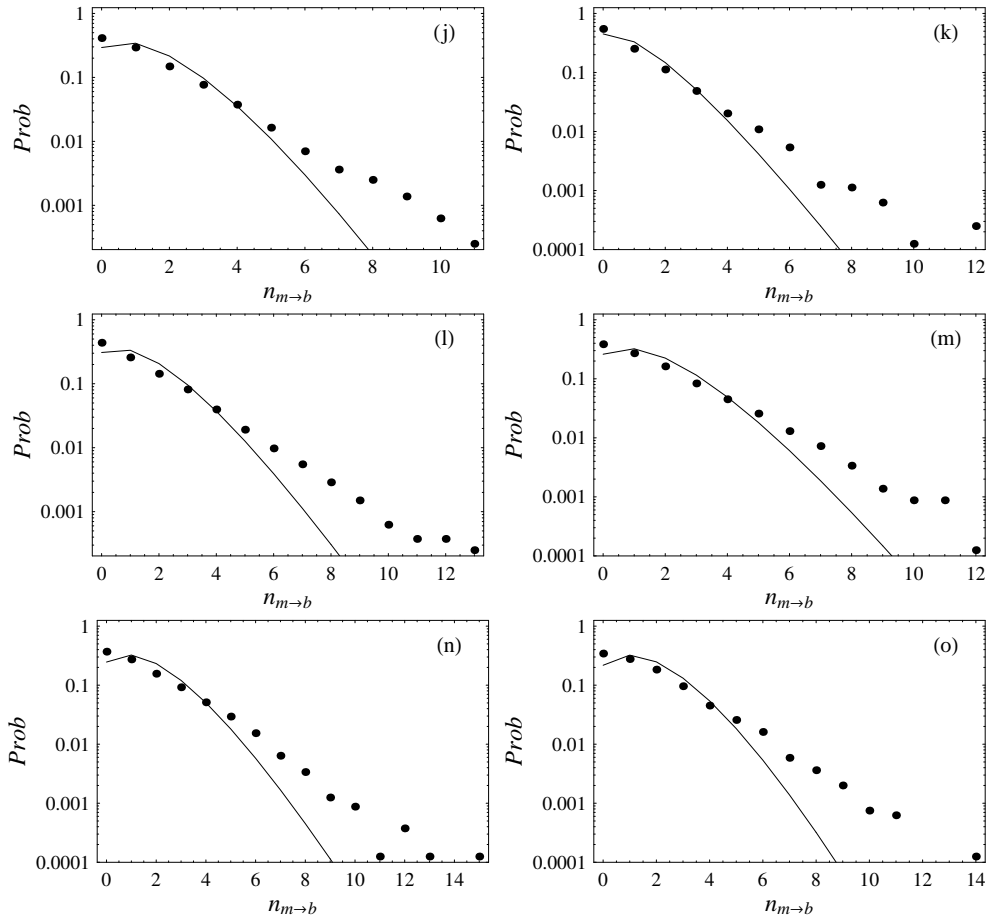 (j)
1
0.1
0.01
0.001
Prob
0 2 4 6 8 10
n_{m→b}
(k)
1
0.1
0.01
0.001
0.0001
Prob
0 2 4 6 8 10 12
n_{m→b}
(l)
1
0.1
0.01
0.001
Prob
0 2 4 6 8 10 12
n_{m→b}
(m)
1
0.1
0.01
0.001
0.0001
Prob
0 2 4 6 8 10 12
n_{m→b}
(n)
1
0.1
0.01
0.001
0.0001
Prob
0 2 4 6 8 10 12 14
n_{m→b}
(o)
1
0.1
0.01
0.001
0.0001
Prob
0 2 4 6 8 10 12 14
n_{m→b}